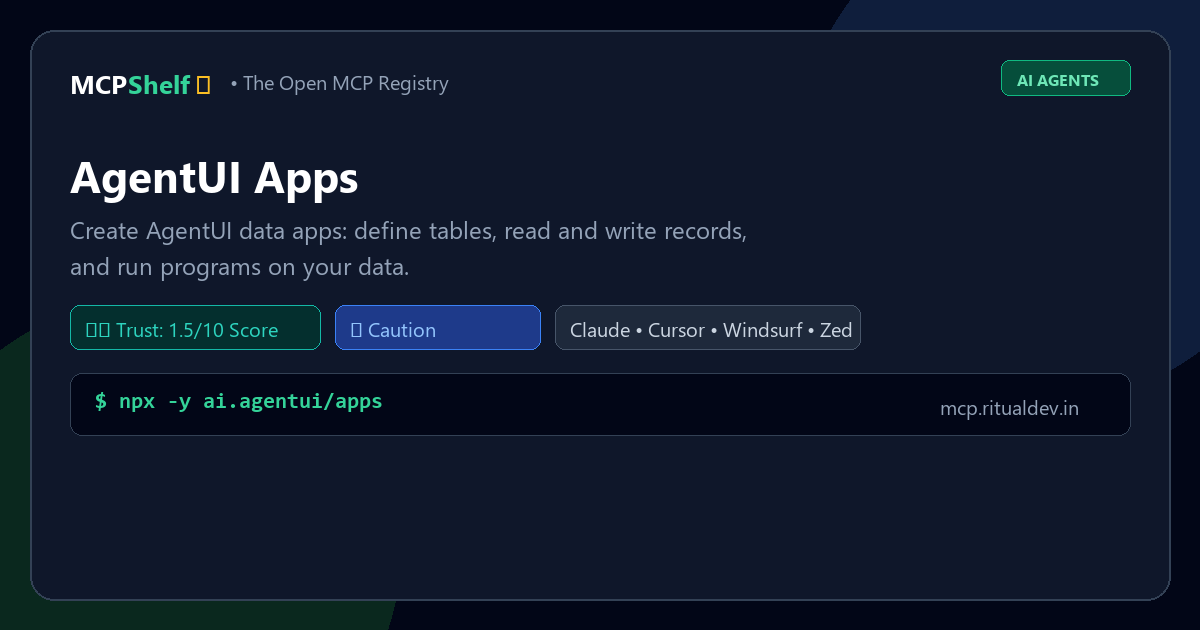 MCPShelf • The Open MCP Registry
AI AGENTS
AgentUI Apps
Create AgentUI data apps: define tables, read and write records,
and run programs on your data.
Trust: 1.5/10 Score
Caution
Claude • Cursor • Windsurf • Zed
$ npx -y ai.agentui/apps
mcp.ritualdev.in